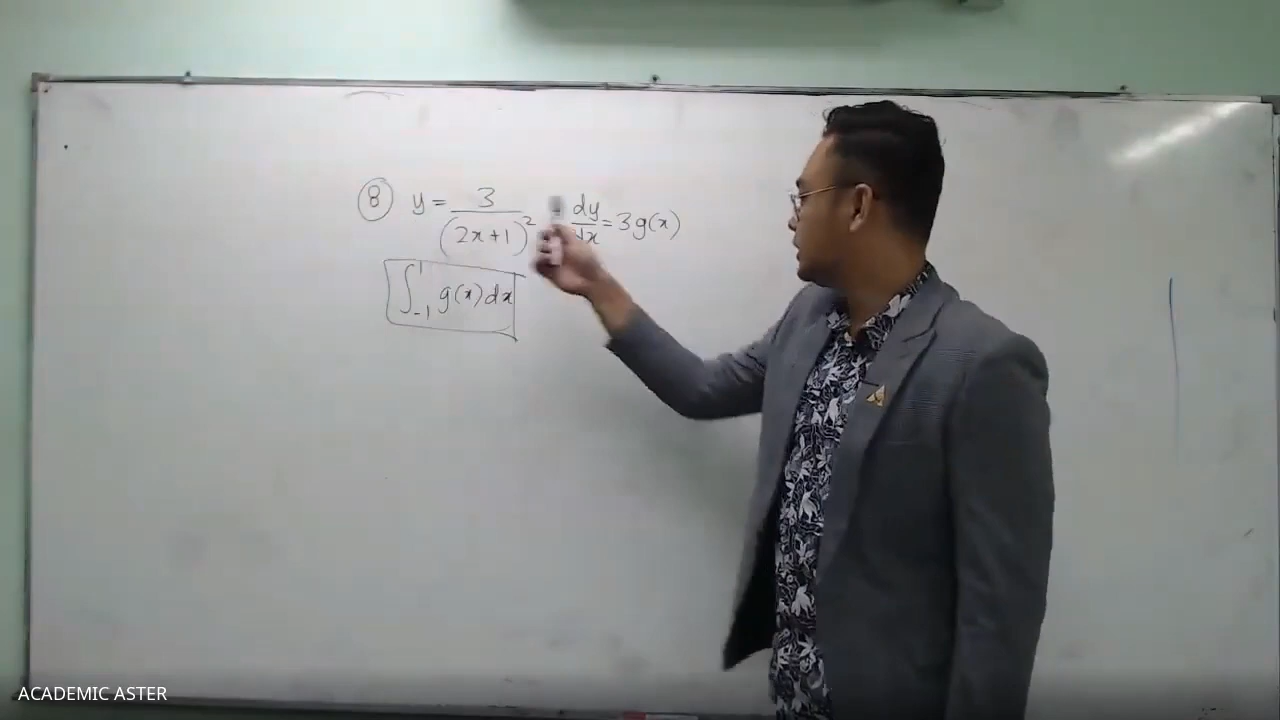 8 y = 3/(2x+1)² dy/dx = 3g(x)
∫₋₁¹ g(x)dx
ACADEMIC ASTER